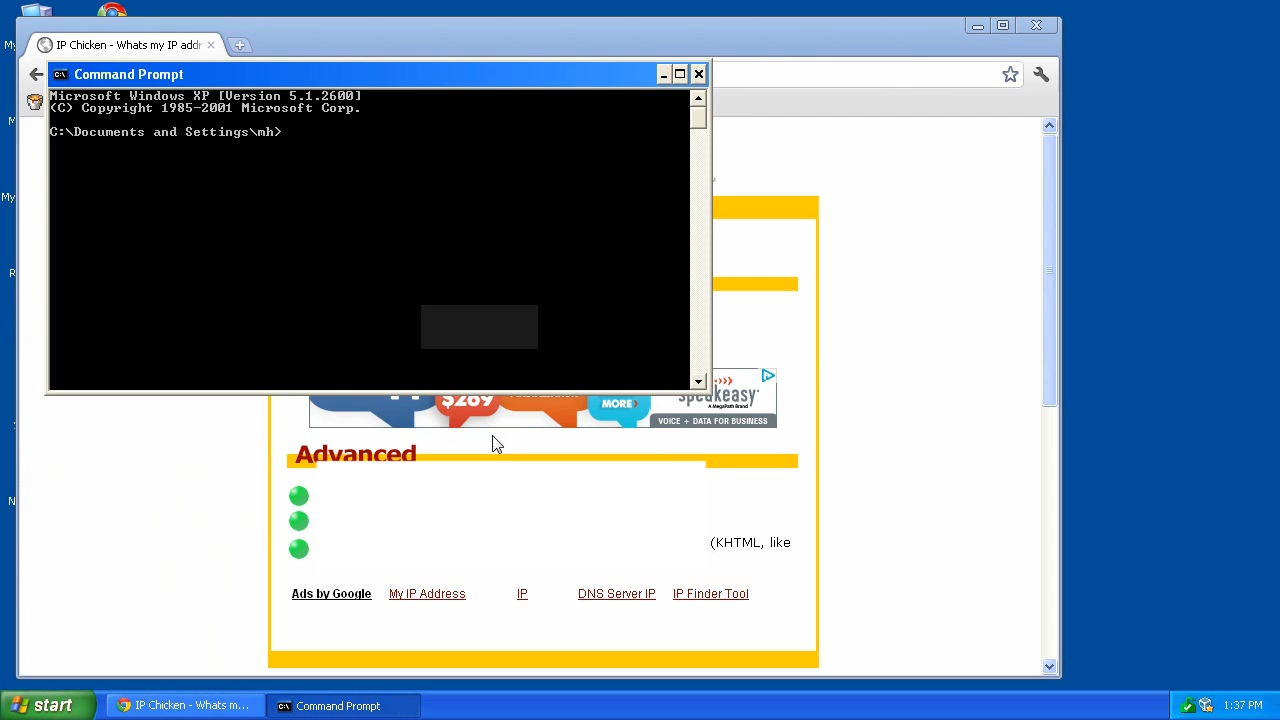 IP Chicken - Whats my IP addr
Command Prompt
Microsoft Windows XP [Version 5.1.2600]
(C) Copyright 1985-2001 Microsoft Corp.
C:\Documents and Settings\mh>
$269
MORE
speakeasy
A MegaPath Brand
VOICE + DATA FOR BUSINESS
Advanced
(KHTML, like
Ads by Google My IP Address IP DNS Server IP IP Finder Tool
start
IP Chicken - Whats m...
Command Prompt
1:37 PM